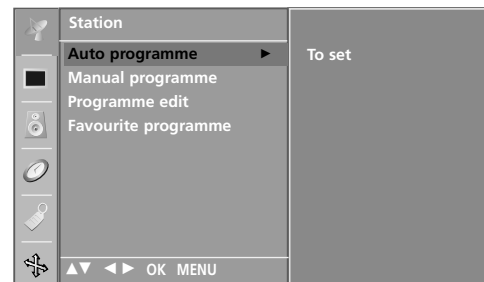 Station
Auto programme ► To set
Manual programme
Programme edit
Favourite programme
▲▼ ◄► OK MENU